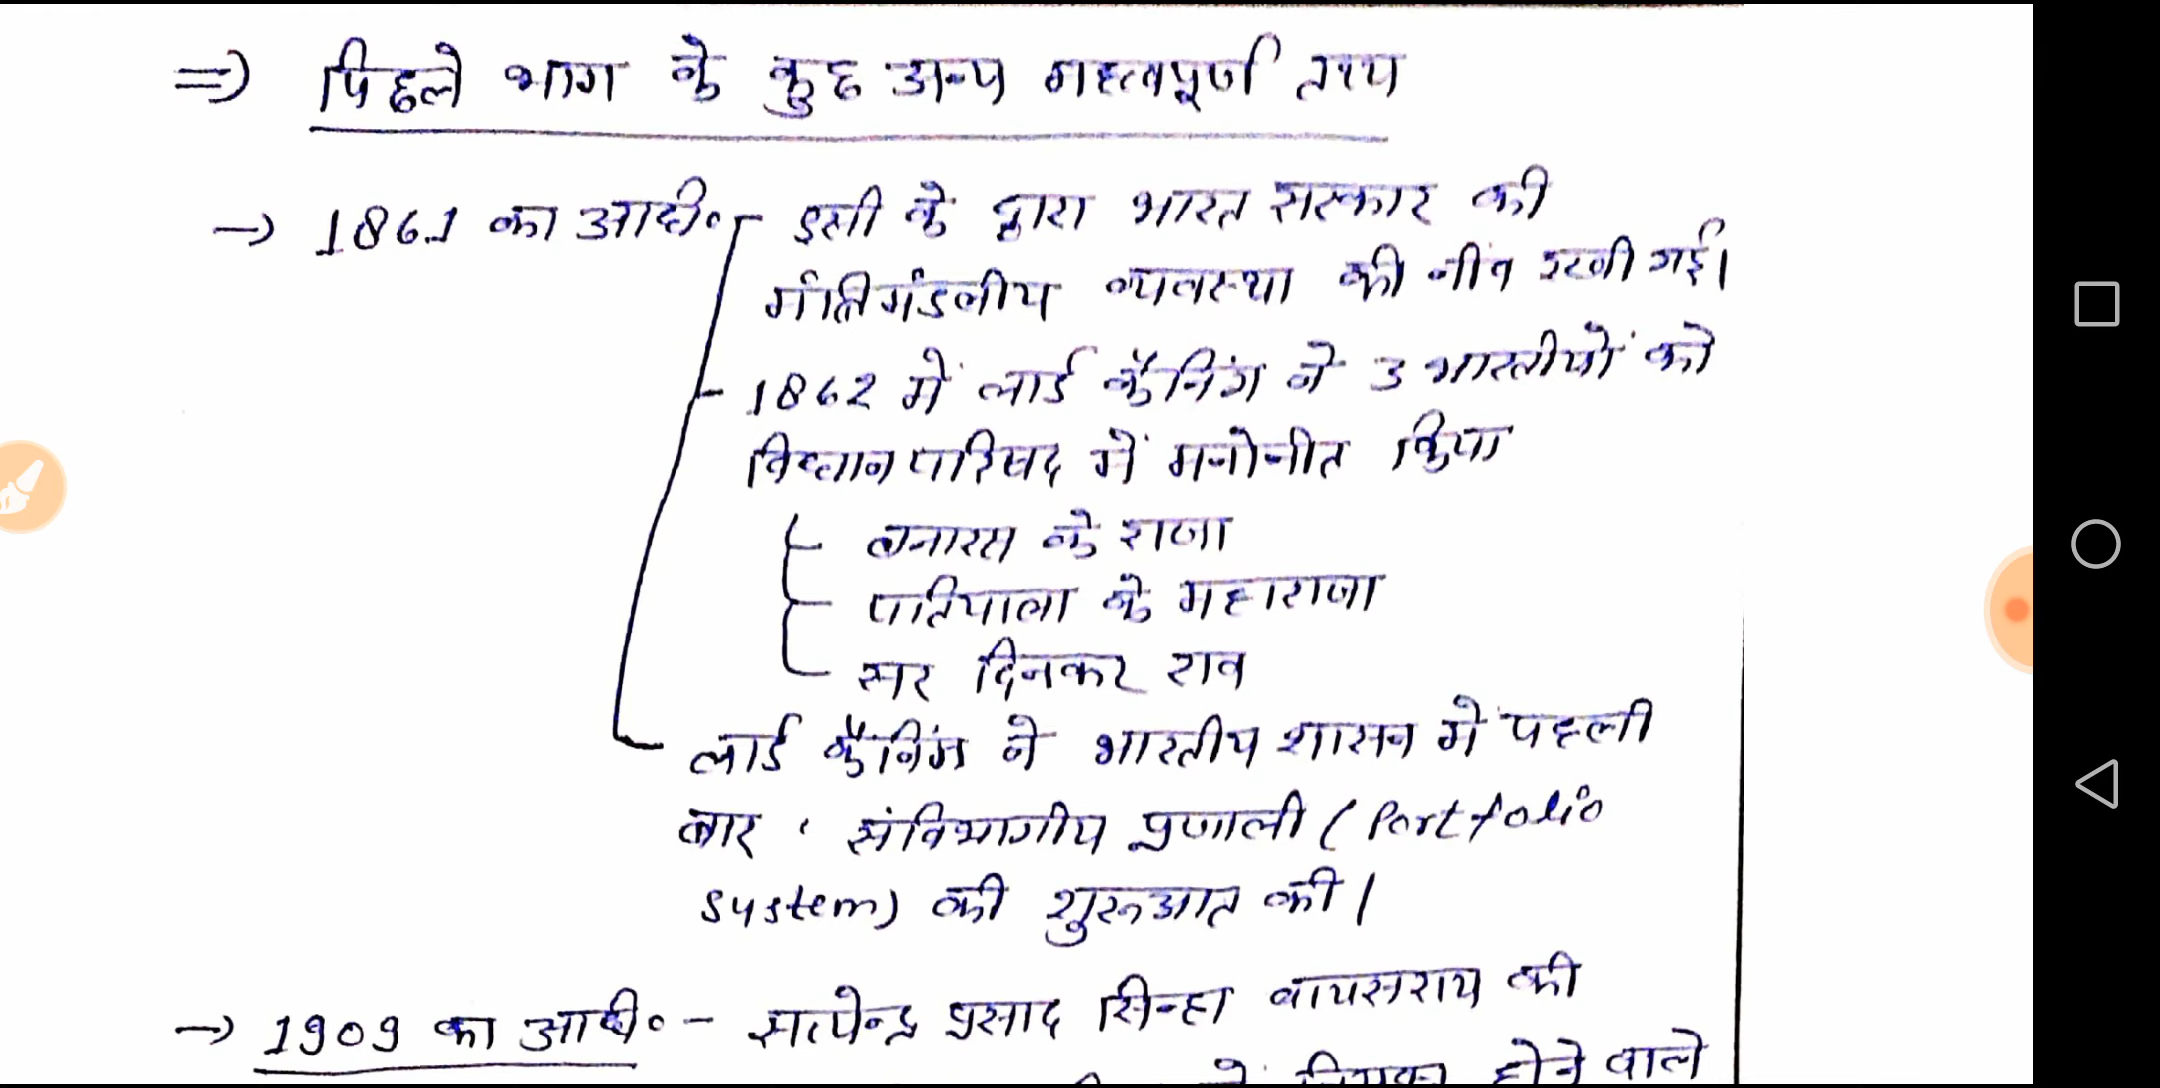 => पिछले भाग के कुछ अन्य महत्वपूर्ण तथ्य
→ 1861 का अधि० - इसी के द्वारा भारत सरकार की
मंत्रिमंडलीय व्यवस्था की नींव रखी गई।
- 1862 में लार्ड कैनिंग ने 3 भारतीयों को
विधान परिषद में मनोनीत किया
बनारस के राजा
पटियाला के महाराजा
सर दिनकर राव
लार्ड कैनिंग ने भारतीय शासन में पहली
बार संविभागीय प्रणाली (Portfolio
system) की शुरुआत की।
→ 1909 का अधि० - सत्येन्द्र प्रसाद सिन्हा वायसराय की
होने वाले